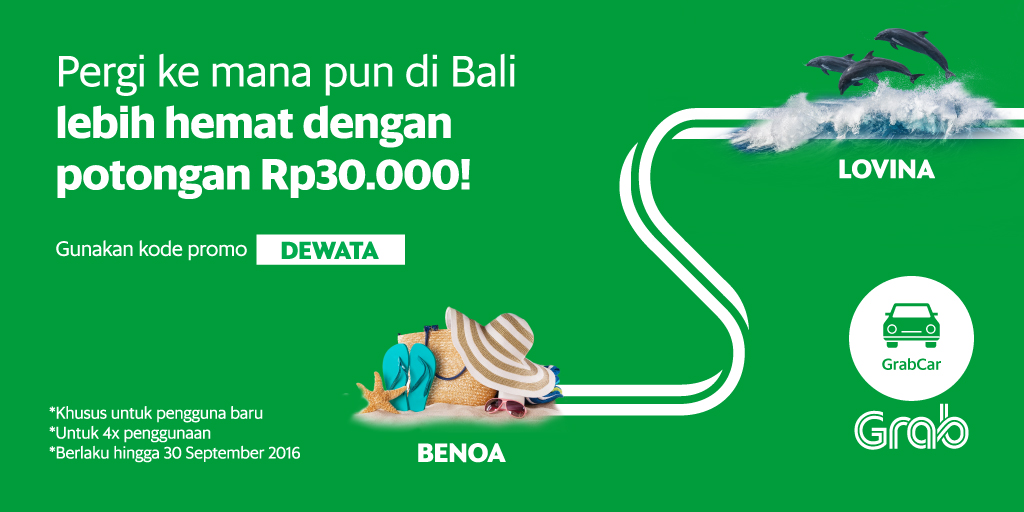 Pergi ke mana pun di Bali
lebih hemat dengan
potongan Rp30.000!
Gunakan kode promo DEWATA
LOVINA
GrabCar
Grab
*Khusus untuk pengguna baru
*Untuk 4x penggunaan
*Berlaku hingga 30 September 2016
BENOA